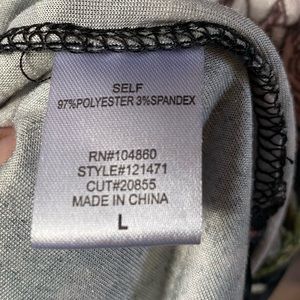 SELF
97%POLYESTER 3%SPANDEX
RN#104860
STYLE#121471
CUT#20855
MADE IN CHINA
L